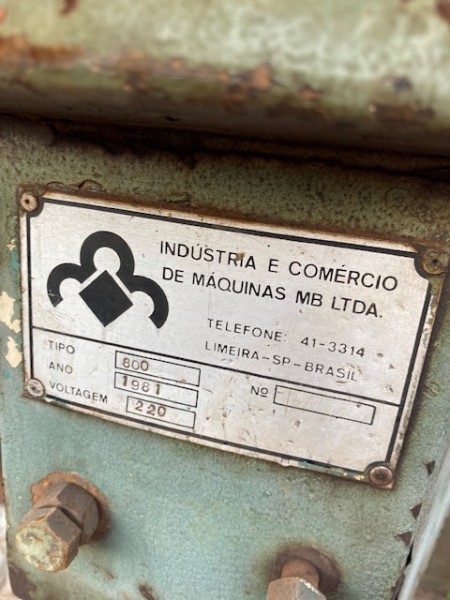 INDÚSTRIA E COMÉRCIO
DE MÁQUINAS MB LTDA.
TELEFONE: 41-3314
LIMEIRA-SP-BRASIL
TIPO 800
ANO 1981 Nº
VOLTAGEM 220